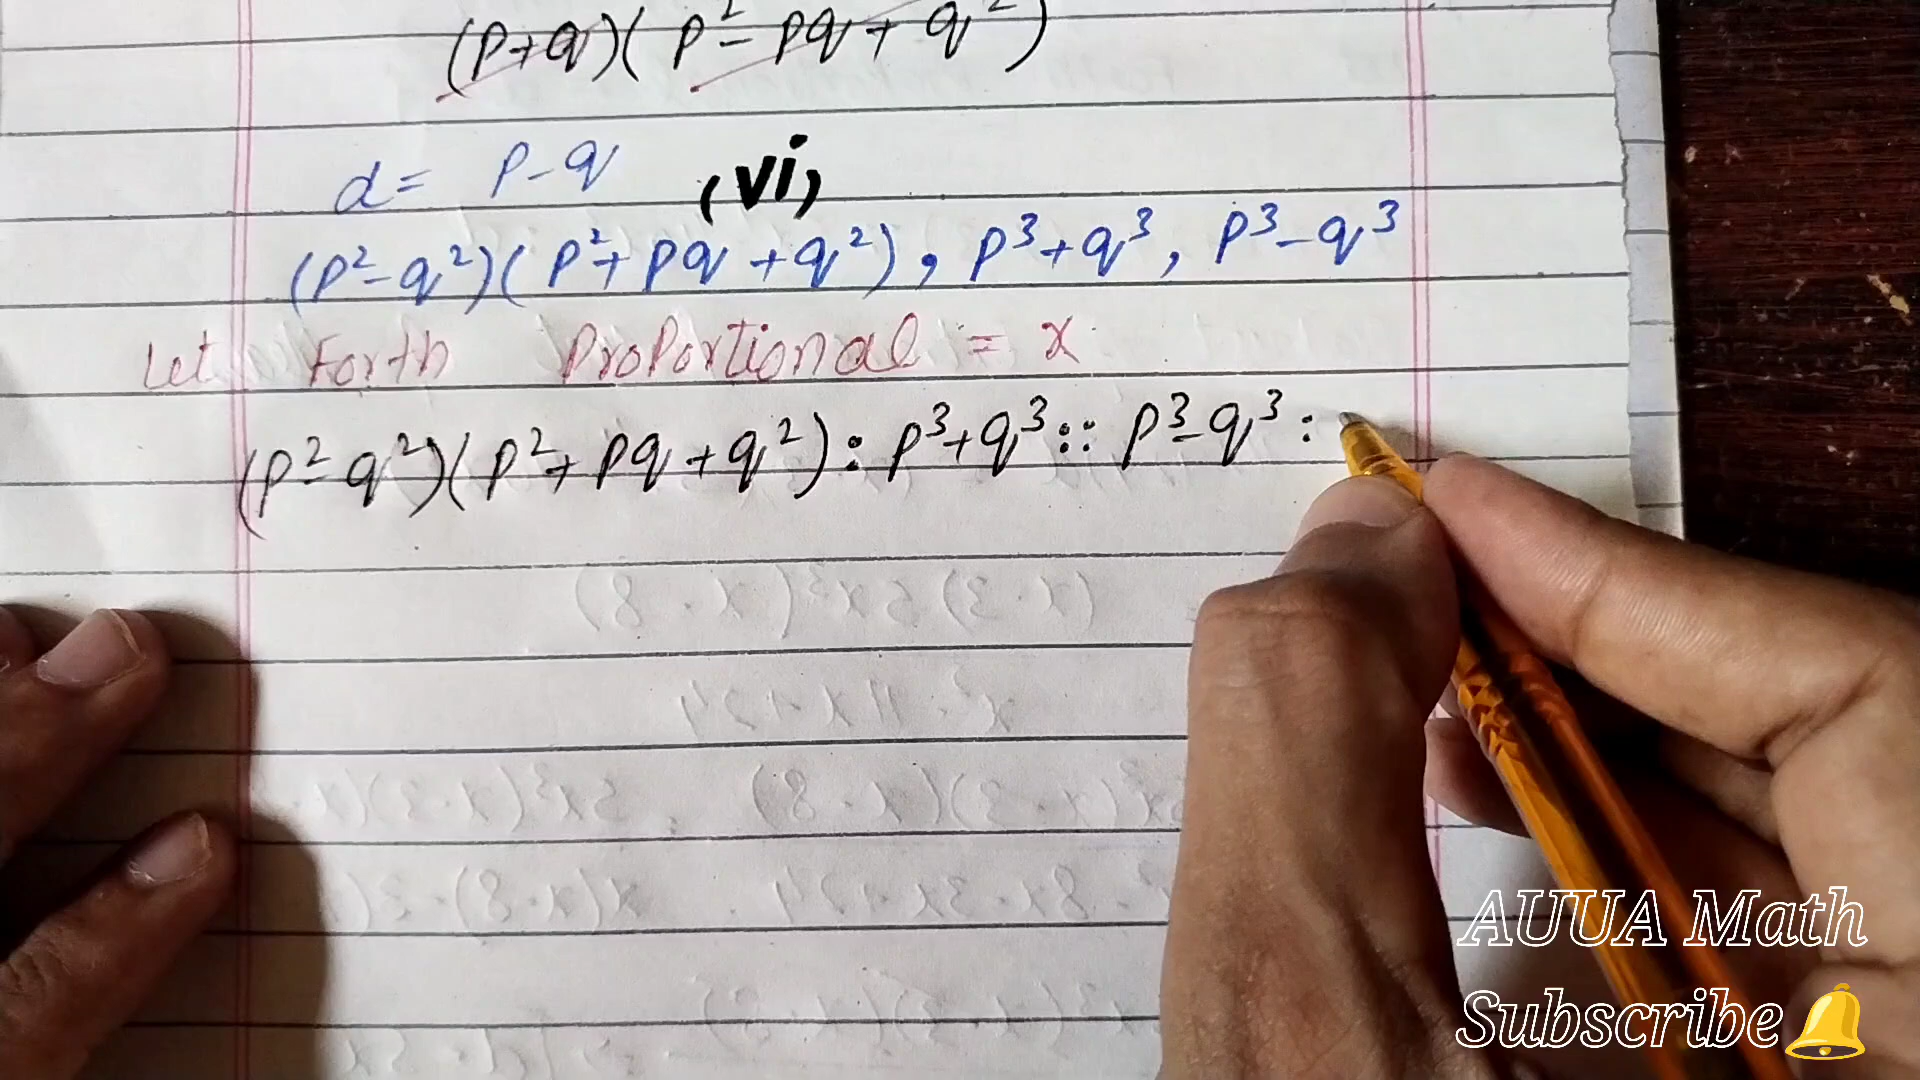 (p+q)(p²-pq+q²)
d = p-q (vi)
(p²-q²)(p²+pq+q²), p³+q³, p³-q³
Let Forth Proportional = x
(p²-q²)(p²+pq+q²) : p³+q³ :: p³-q³ :
AUUA Math
Subscribe